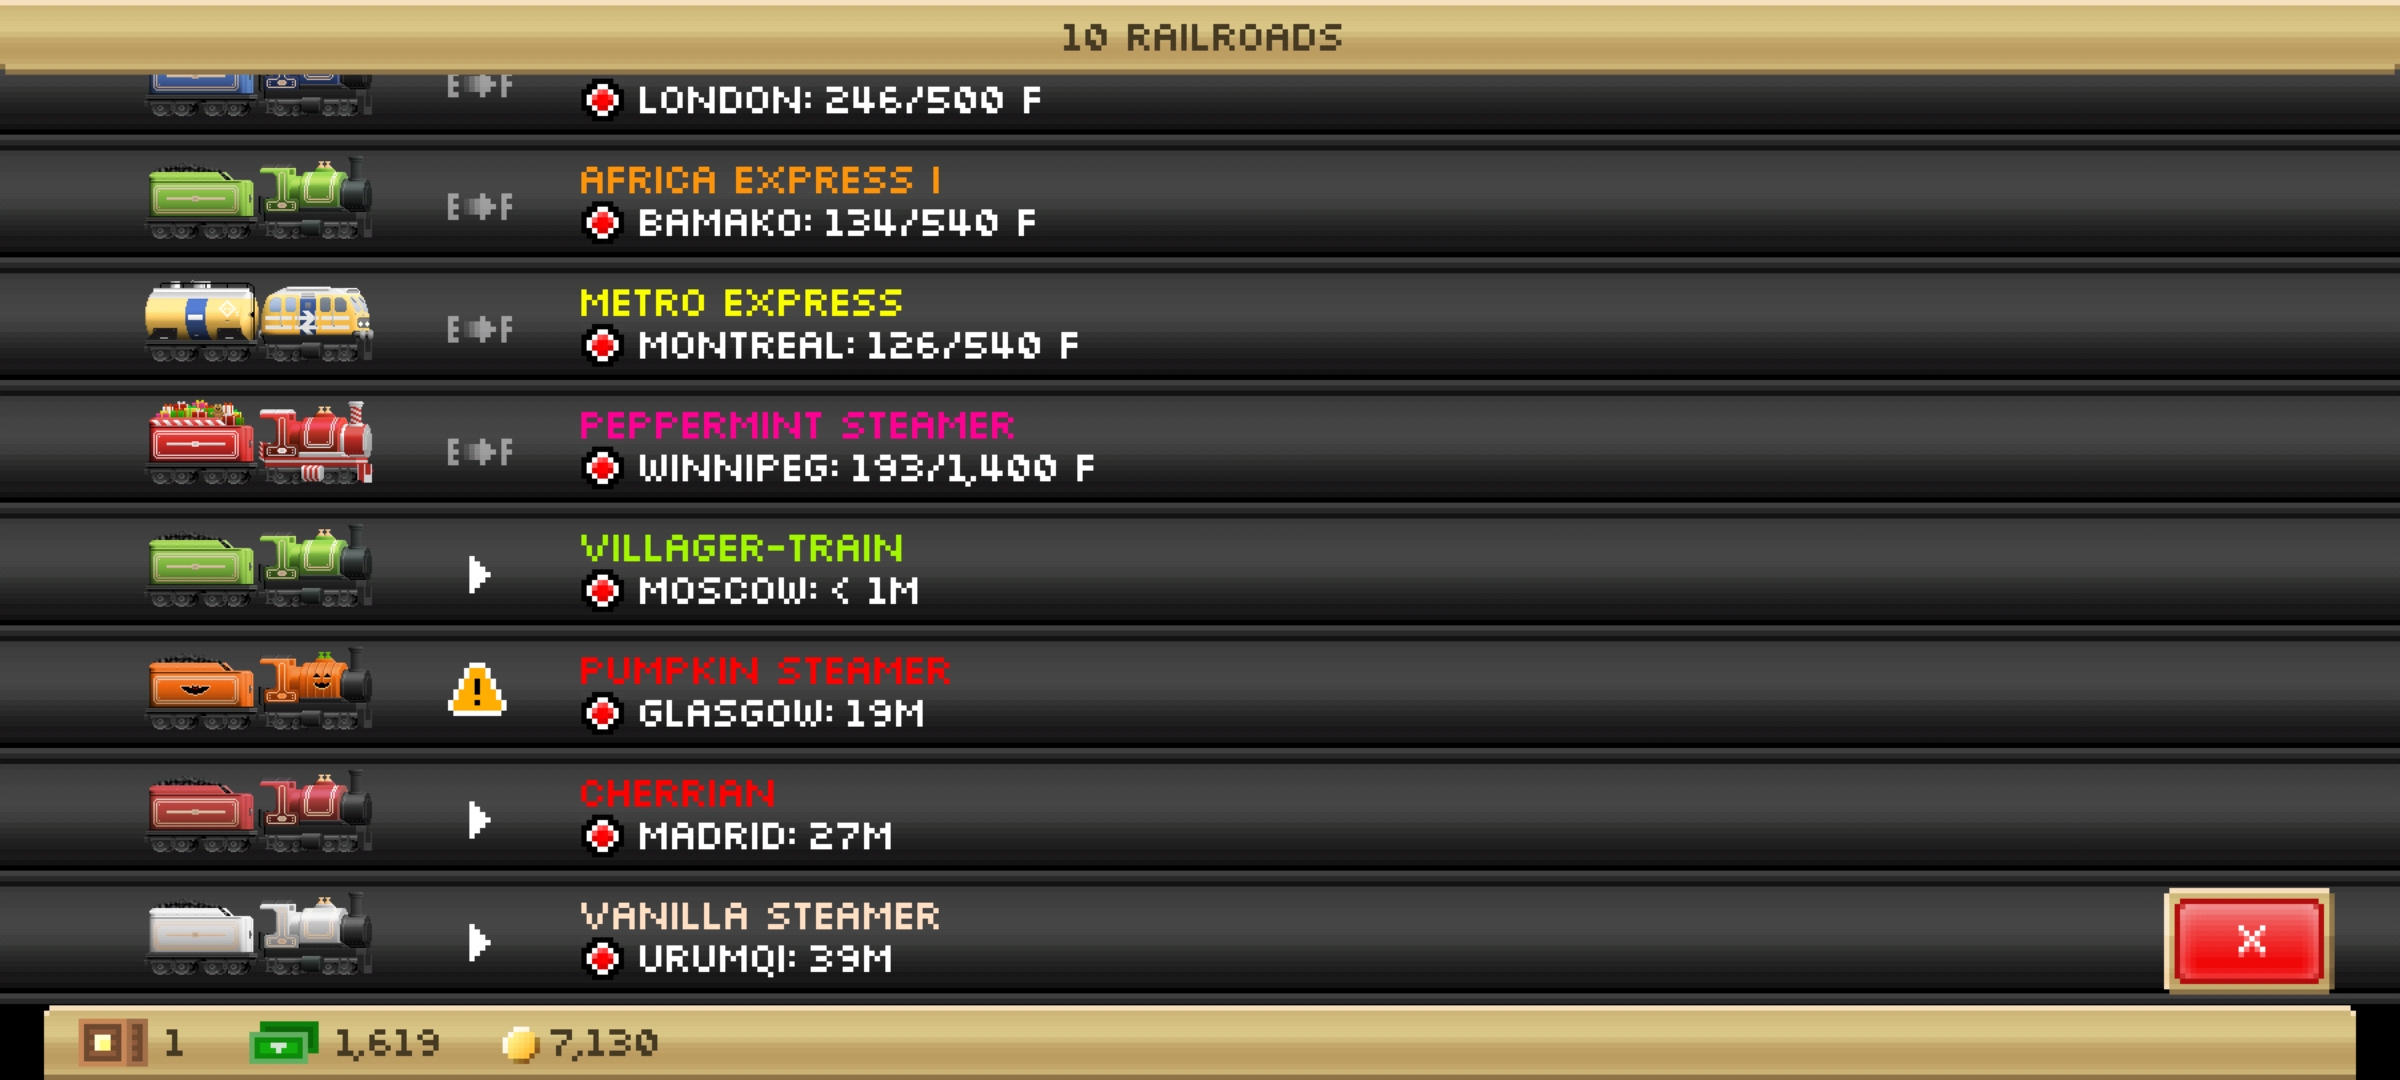 10 RAILROADS
E F
LONDON: 246/500 F
AFRICA EXPRESS I
E F
BAMAKO: 134/540 F
METRO EXPRESS
E F
MONTREAL: 126/540 F
PEPPERMINT STEAMER
E F
WINNIPEG: 193/1,400 F
VILLAGER-TRAIN
MOSCOW: < 1M
PUMPKIN STEAMER
!
GLASGOW: 19M
CHERRIAN
MADRID: 27M
VANILLA STEAMER
URUMQI: 39M
X
1 1,619 7,130